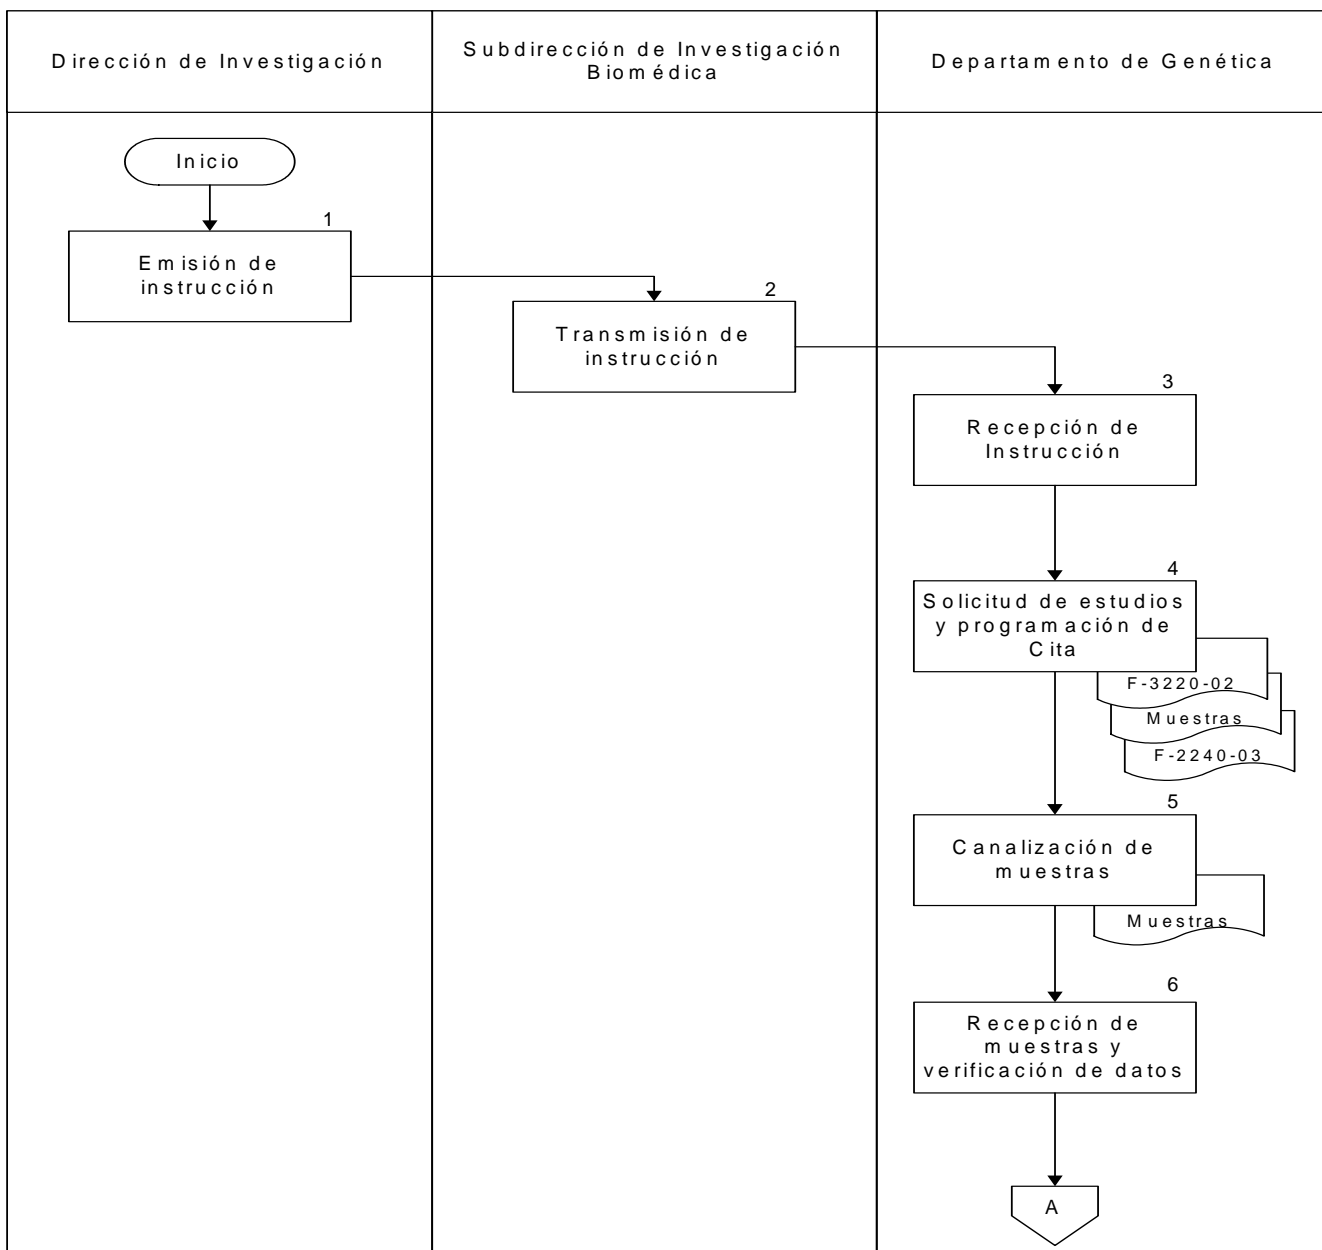 Dirección de Investigación
Subdirección de Investigación
Biomédica
Departamento de Genética
Inicio
1
Emisión de
instrucción
2
Transmisión de
instrucción
3
Recepción de
Instrucción
4
Solicitud de estudios
y programación de
Cita
F-3220-02
Muestras
F-2240-03
5
Canalización de
muestras
Muestras
6
Recepción de
muestras y
verificación de datos
A